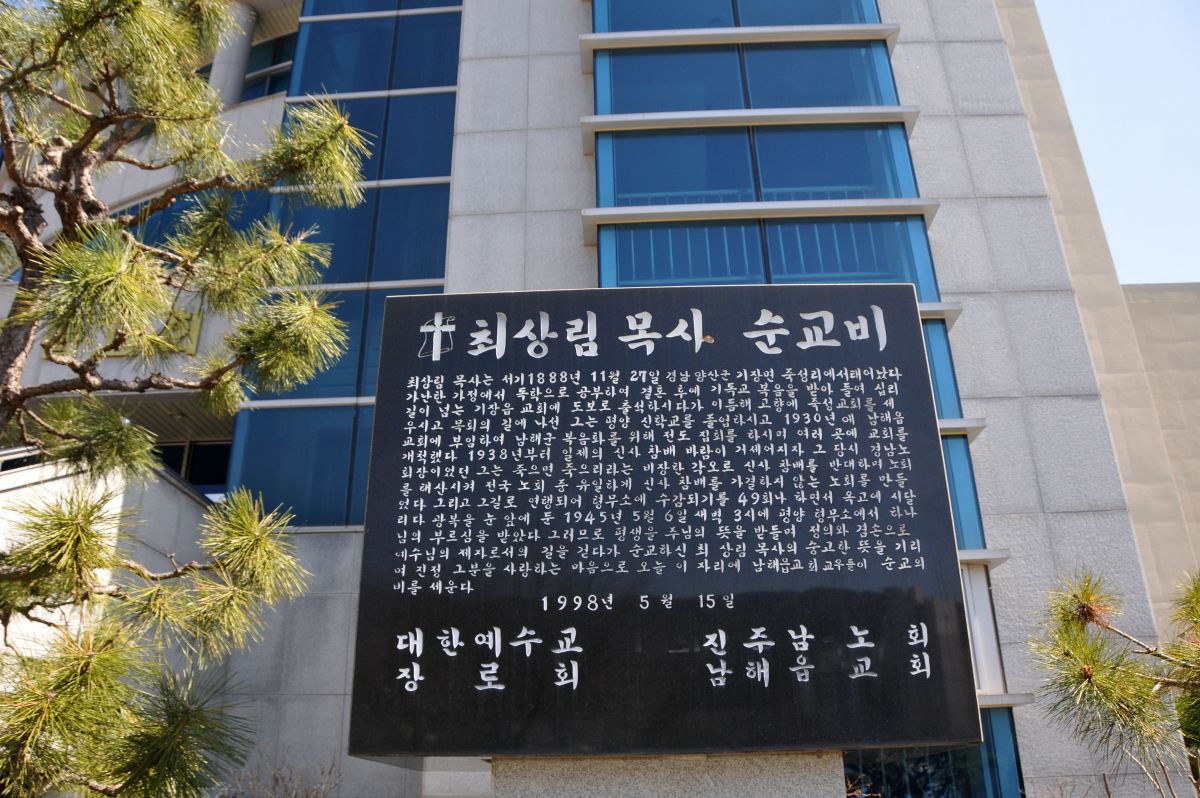 최상림 목사 순교비
최상림 목사는 서기1888년 11월 27일 경남 양산군 기장면 죽성리에서태어났다
가난한 가정에서 독학으로 공부하여 결혼 후에 기독교 복음을 받아 들여 십리
길이 넘는 기장읍 교회에 도보로 출석하시다가 이듬해 고향에 죽성교회를 세
우시고 목회의 길에 나선 그는 평양 신학교를 졸업하시고 1930년에 남해읍
교회에 부임하여 남해군 복음화를 위해 전도 집회를 하시며 여러 곳에 교회를
개척했다 1938년부터 일제의 신사 참배 바람이 거세어지자 그 당시 경남노
회장이었던 그는 죽으면 죽으리라는 비장한 각오로 신사 참배를 반대하며 노회
를 해산시켜 전국 노회 중 유일하게 신사 참배를 가결하지 않는 노회를 만들
었다 그리고 그길로 연행되어 형무소에 수감되기를 49회나 하면서 옥고에 시달
리다 광복을 눈 앞에 둔 1945년 5월 6일 새벽 3시에 평양 형무소에서 하나
님의 부르심을 받았다 그러므로 평생을 주님의 뜻을 받들며 성의와 겸손으로
예수님의 제자로서의 길을 걷다가 순교하신 최 상림 목사의 숭고한 뜻을 기리
며 진정 그분을 사랑하는 마음으로 오늘 이 자리에 남해읍교회 교우들이 순교의
비를 세운다
1998년 5월 15일
대한예수교 진주남 노회
장로회 남해읍 교회